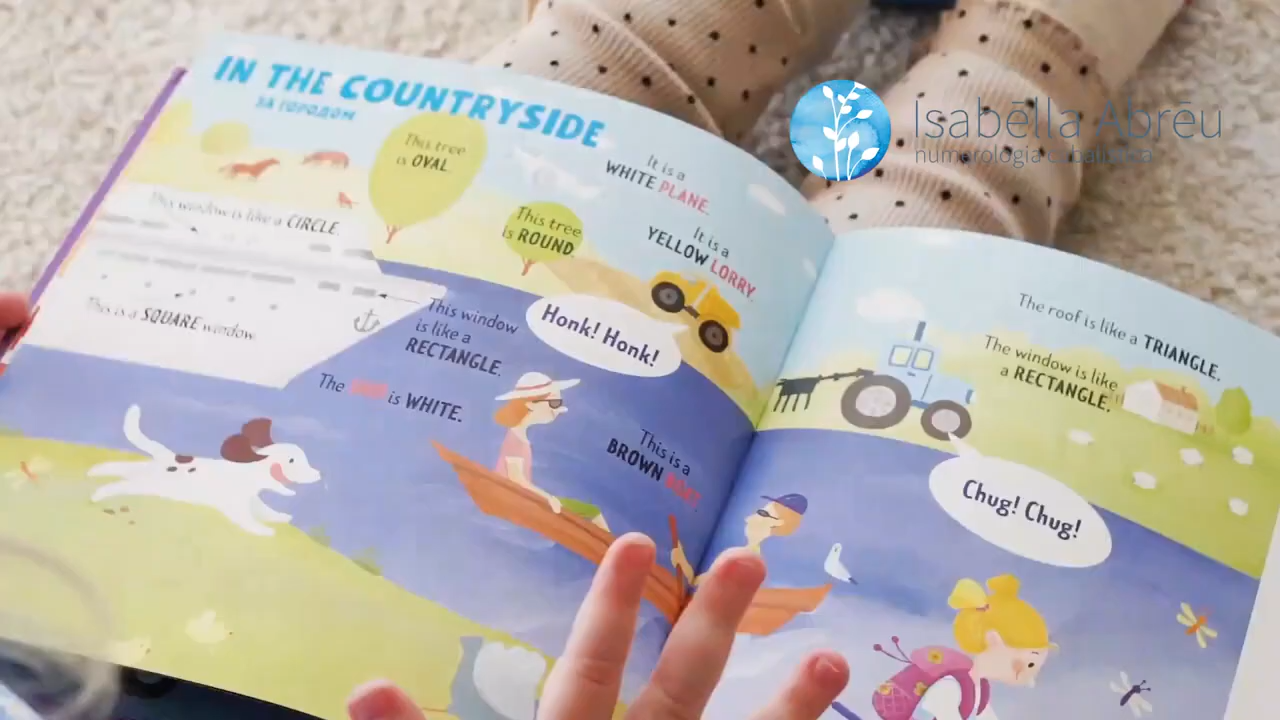 IN THE COUNTRYSIDE
ЗА ГОРОДОМ
This tree
is OVAL.
It is a
WHITE PLANE.
This window is like a CIRCLE.
This tree
is ROUND.
It is a
YELLOW LORRY.
This is a SQUARE window.
This window
is like a
RECTANGLE.
Honk! Honk!
The is WHITE.
This is a
BROWN BOAT.
The roof is like a TRIANGLE.
The window is like
a RECTANGLE.
Chug! Chug!
Isabēlla Abrēu
numerologia cabalística